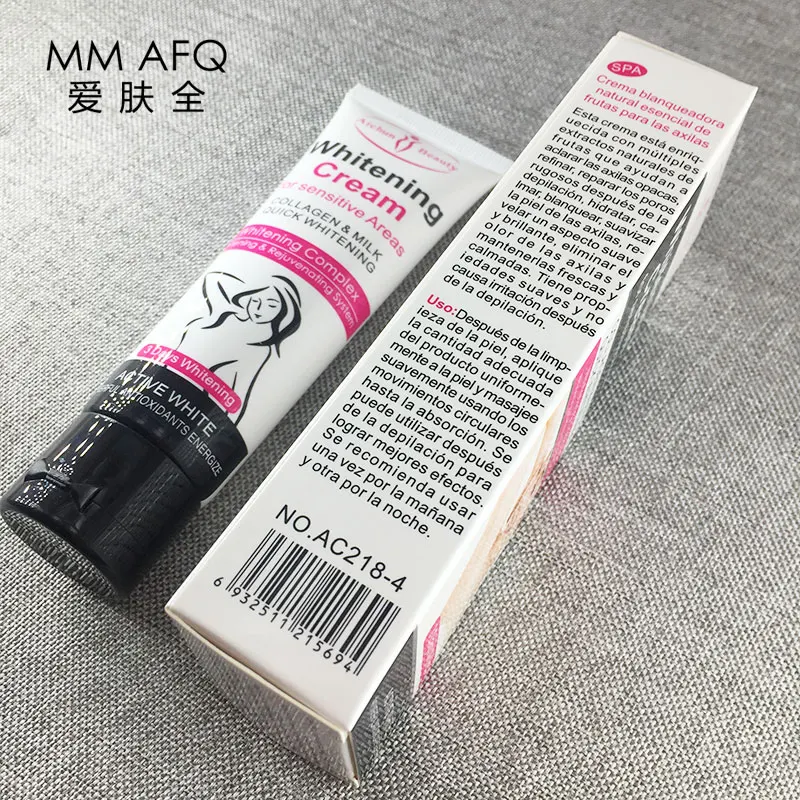 MM AFQ
爱肤全
Aichun Beauty
Whitening
Cream
For sensitive Areas
COLLAGEN & MILK
QUICK WHITENING
Whitening Complex
& Rejuvenating System
3 Days Whitening
ACTIVE WHITE
ANTIOXIDANTS ENERGIZE
SPA
Crema blanqueadora
natural esencial de
frutas para las axilas
Esta crema está enriq-
uecida con múltiples
extractos naturales de
frutas que ayudan a
aclarar las axilas opacas,
refinar, reparar los poros
rugosos después de la
depilación, hidratar, ca-
lmar, blanquear, suavizar
la piel de las axilas, re-
velar un aspecto suave
y brillante, eliminar el
olor de las axilas y
mantenerlas frescas y
calmadas. Tiene prop-
iedades suaves y no
causa irritación después
de la depilación.
Uso:Después de la limp-
ieza de la piel, aplique
la cantidad adecuada
del producto uniforme-
mente a la piel y masajee
suavemente usando los
movimientos circulares
hasta la absorción. Se
puede utilizar después
de la depilación para
lograr mejores efectos
Se recomienda usar
una vez por la mañana
y otra por la noche.
NO.AC218-4
6 932511 215694